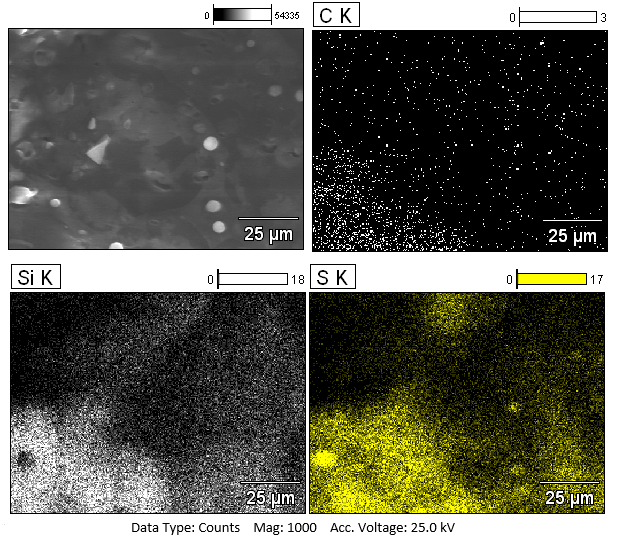 0 54335
C K 0 3
25 µm 25 µm
Si K 0 18 S K 0 17
25 µm 25 µm
Data Type: Counts Mag: 1000 Acc. Voltage: 25.0 kV